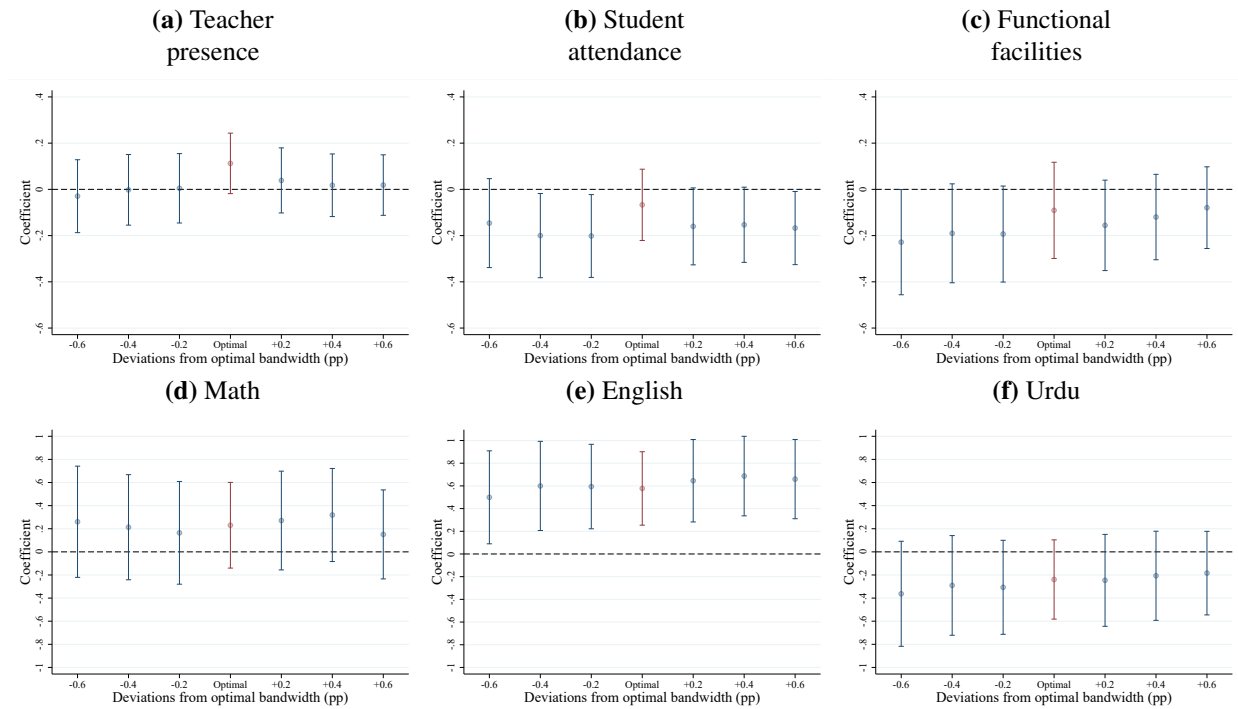 (a) Teacher
presence
(b) Student
attendance
(c) Functional
facilities
Coefficient
.4
.2
0
-.2
-.4
-.6
-0.6 -0.4 -0.2 Optimal +0.2 +0.4 +0.6
Deviations from optimal bandwidth (pp)
Coefficient
.4
.2
0
-.2
-.4
-.6
-0.6 -0.4 -0.2 Optimal +0.2 +0.4 +0.6
Deviations from optimal bandwidth (pp)
Coefficient
.4
.2
0
-.2
-.4
-.6
-0.6 -0.4 -0.2 Optimal +0.2 +0.4 +0.6
Deviations from optimal bandwidth (pp)
(d) Math
(e) English
(f) Urdu
Coefficient
1
.8
.6
.4
.2
0
-.2
-.4
-.6
-.8
-1
-0.6 -0.4 -0.2 Optimal +0.2 +0.4 +0.6
Deviations from optimal bandwidth (pp)
Coefficient
1
.8
.6
.4
.2
0
-.2
-.4
-.6
-.8
-1
-0.6 -0.4 -0.2 Optimal +0.2 +0.4 +0.6
Deviations from optimal bandwidth (pp)
Coefficient
1
.8
.6
.4
.2
0
-.2
-.4
-.6
-.8
-1
-0.6 -0.4 -0.2 Optimal +0.2 +0.4 +0.6
Deviations from optimal bandwidth (pp)